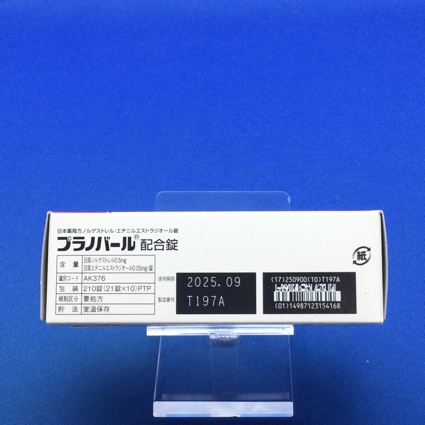 日本薬局方ノルゲストレル・エチニルエストラジオール錠
プラノバール®配合錠
含量 日局ノルゲストレル0.5mg
日局エチニルエストラジオール0.05mg/錠
識別コード AK376
包装 210錠(21錠×10)PTP
規制区分 要処方
貯法 室温保存
使用期限 2025.09
製造番号 T197A
(17)250900(10)T197A
(01)14987123154168
紙